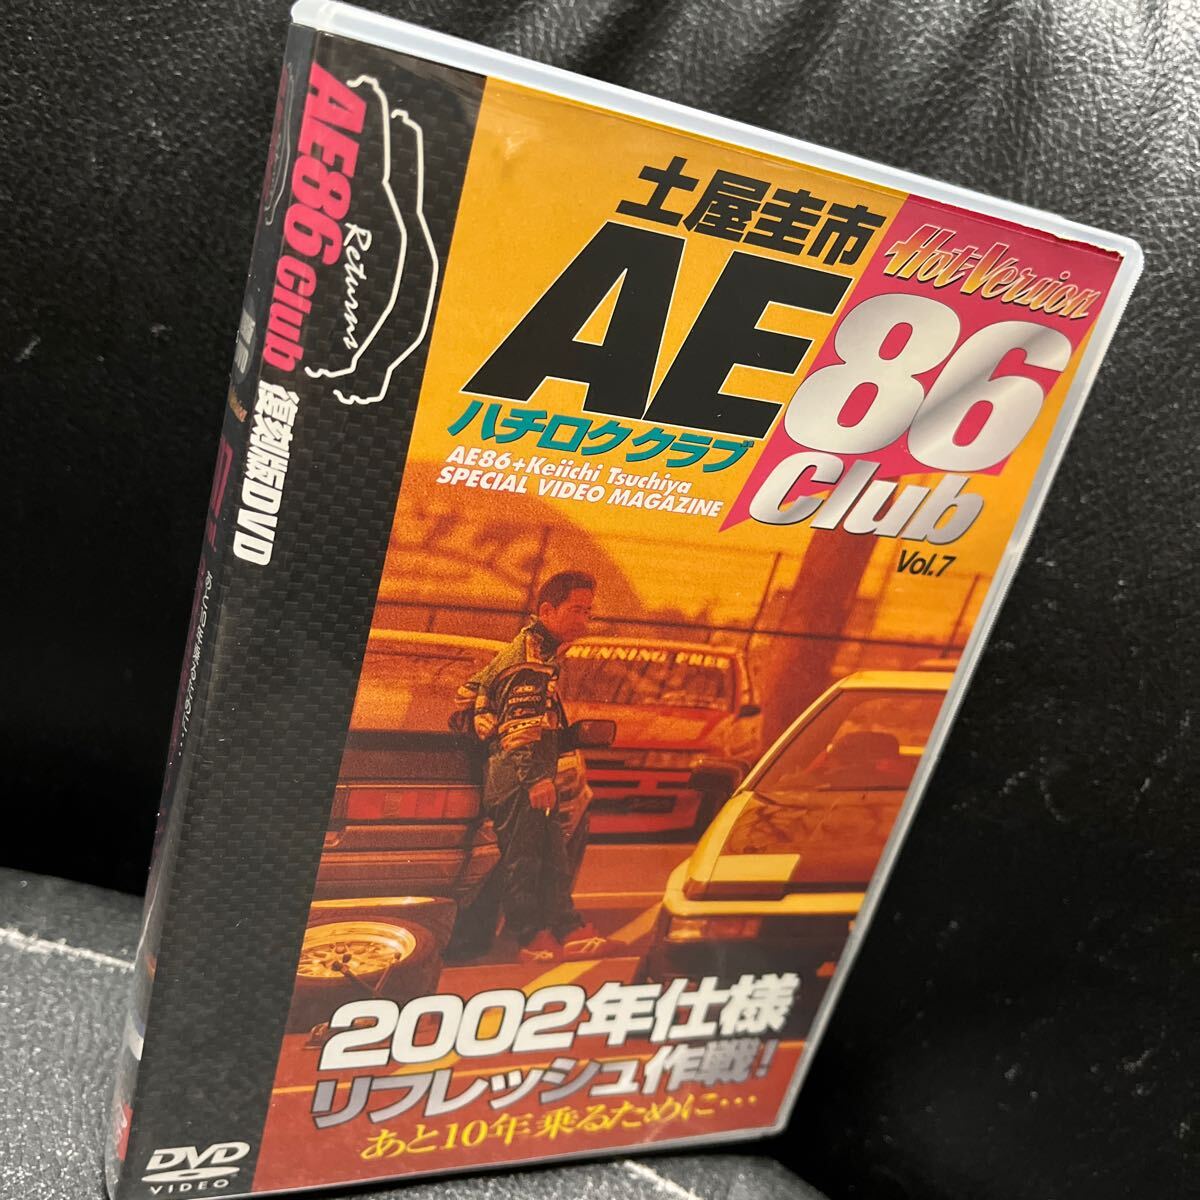 AE86 Club
Returns
復刻版DVD
土屋圭市
AE86
Hot-Version
ハチロククラブ
Club
AE86+Keiichi Tsuchiya
SPECIAL VIDEO MAGAZINE
Vol.7
RUNNING FREE
KENWOOD
2002年仕様
リフレッシュ作戦!
あと10年乗るために…
DVD
VIDEO